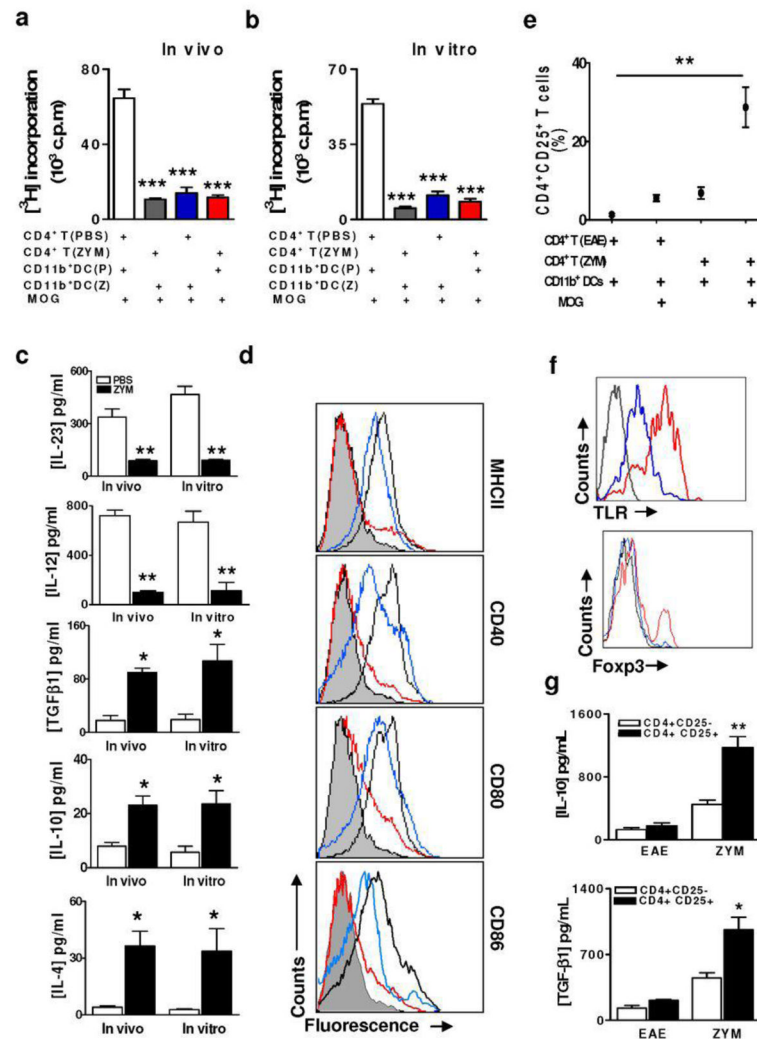 a
In vivo
[³H] incorporation
(10³ c.p.m)
60
30
0
***
***
***
CD4⁺ T(PBS) + +
CD4⁺ T(ZYM) + +
CD11b⁺DC(P) + +
CD11b⁺DC(Z) + +
MOG + + + +
b
In vitro
[³H] incorporation
(10³ c.p.m)
70
35
0
***
***
***
CD4⁺ T(PBS) + +
CD4⁺ T(ZYM) + +
CD11b⁺DC(P) + +
CD11b⁺DC(Z) + +
MOG + + + +
e
CD4⁺CD25⁺ T cells
(%)
40
20
0
**
CD4⁺T(EAE) + +
CD4⁺T(ZYM) + +
CD11b⁺ DCs + + + +
MOG + +
c
[IL-23] pg/ml
600
300
0
PBS
ZYM
**
**
In vivo
In vitro
[IL-12] pg/ml
800
400
0
**
**
In vivo
In vitro
[TGFβ1] pg/ml
160
80
0
*
*
In vivo
In vitro
[IL-10] pg/ml
40
20
0
*
*
In vivo
In vitro
[IL-4] pg/ml
60
30
0
*
*
In vivo
In vitro
d
MHCII
CD40
CD80
CD86
Counts
Fluorescence
f
Counts
TLR
Counts
Foxp3
g
[IL-10] pg/mL
1600
1200
600
0
CD4+CD25-
CD4+ CD25+
**
EAE
ZYM
[TGF-β1] pg/mL
1400
700
0
CD4+CD25-
CD4+ CD25+
*
EAE
ZYM